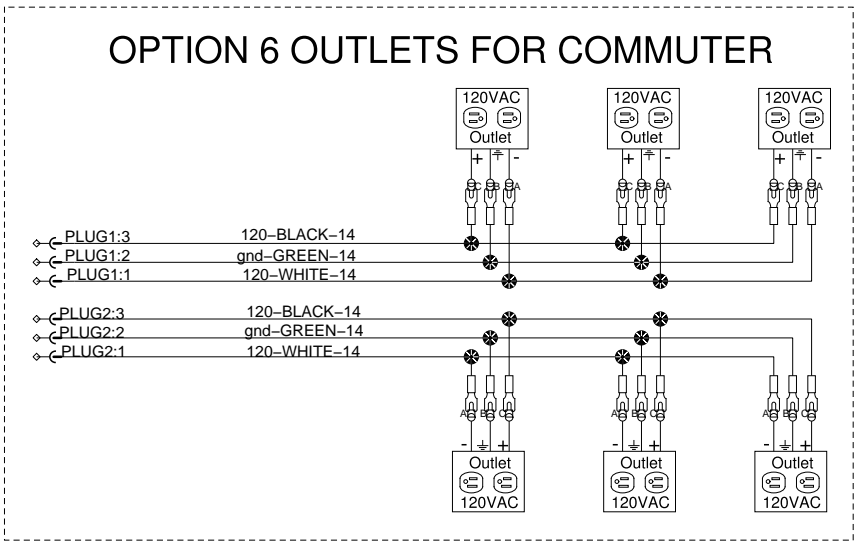 OPTION 6 OUTLETS FOR COMMUTER
120VAC 120VAC 120VAC
Outlet Outlet Outlet
+ - + - + -
C B A C B A C B A
PLUG1:3 120-BLACK-14
PLUG1:2 gnd-GREEN-14
PLUG1:1 120-WHITE-14
PLUG2:3 120-BLACK-14
PLUG2:2 gnd-GREEN-14
PLUG2:1 120-WHITE-14
A B C A B C A B C
- + - + - +
Outlet Outlet Outlet
120VAC 120VAC 120VAC